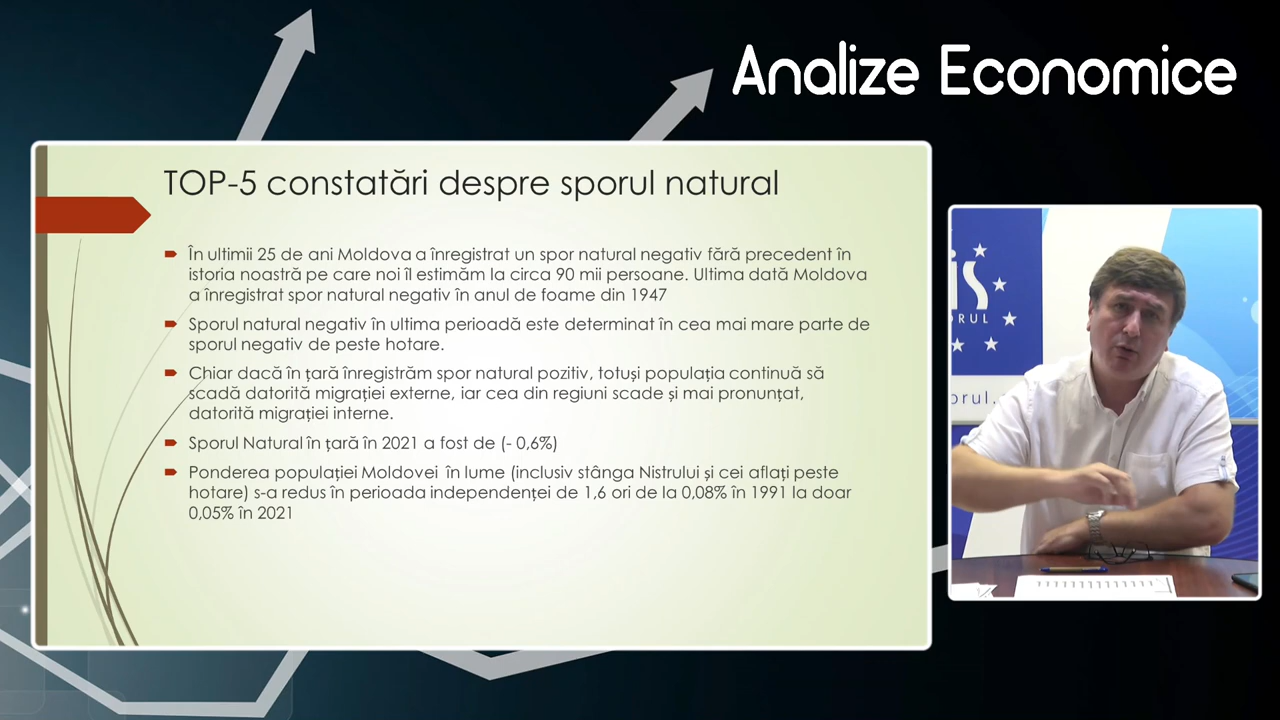 Analize Economice
TOP-5 constatări despre sporul natural
În ultimii 25 de ani Moldova a înregistrat un spor natural negativ fără precedent în
istoria noastră pe care noi îl estimăm la circa 90 mii persoane. Ultima dată Moldova
a înregistrat spor natural negativ în anul de foame din 1947
Sporul natural negativ în ultima perioadă este determinat în cea mai mare parte de
sporul negativ de peste hotare.
Chiar dacă în țară înregistrăm spor natural pozitiv, totuși populația continuă să
scadă datorită migrației externe, iar cea din regiuni scade și mai pronunțat,
datorită migrației interne.
Sporul Natural în țară în 2021 a fost de (- 0,6%)
Ponderea populației Moldovei în lume (inclusiv stânga Nistrului și cei aflați peste
hotare) s-a redus în perioada independenței de 1,6 ori de la 0,08% în 1991 la doar
0,05% în 2021